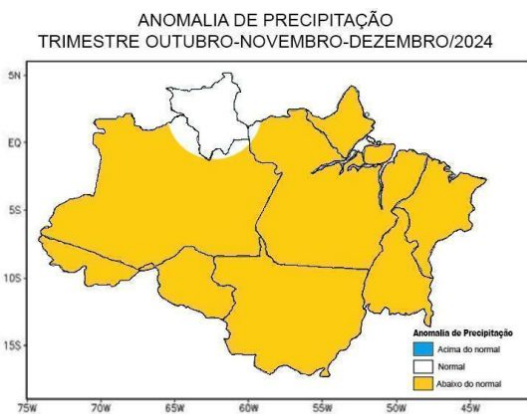 ANOMALIA DE PRECIPITAÇÃO
TRIMESTRE OUTUBRO-NOVEMBRO-DEZEMBRO/2024
5N
EQ
5S
10S
15S
Anomalia de Precipitação
Acima do normal
Normal
Abaixo do normal
75W 70W 65W 60W 55W 50W 45W